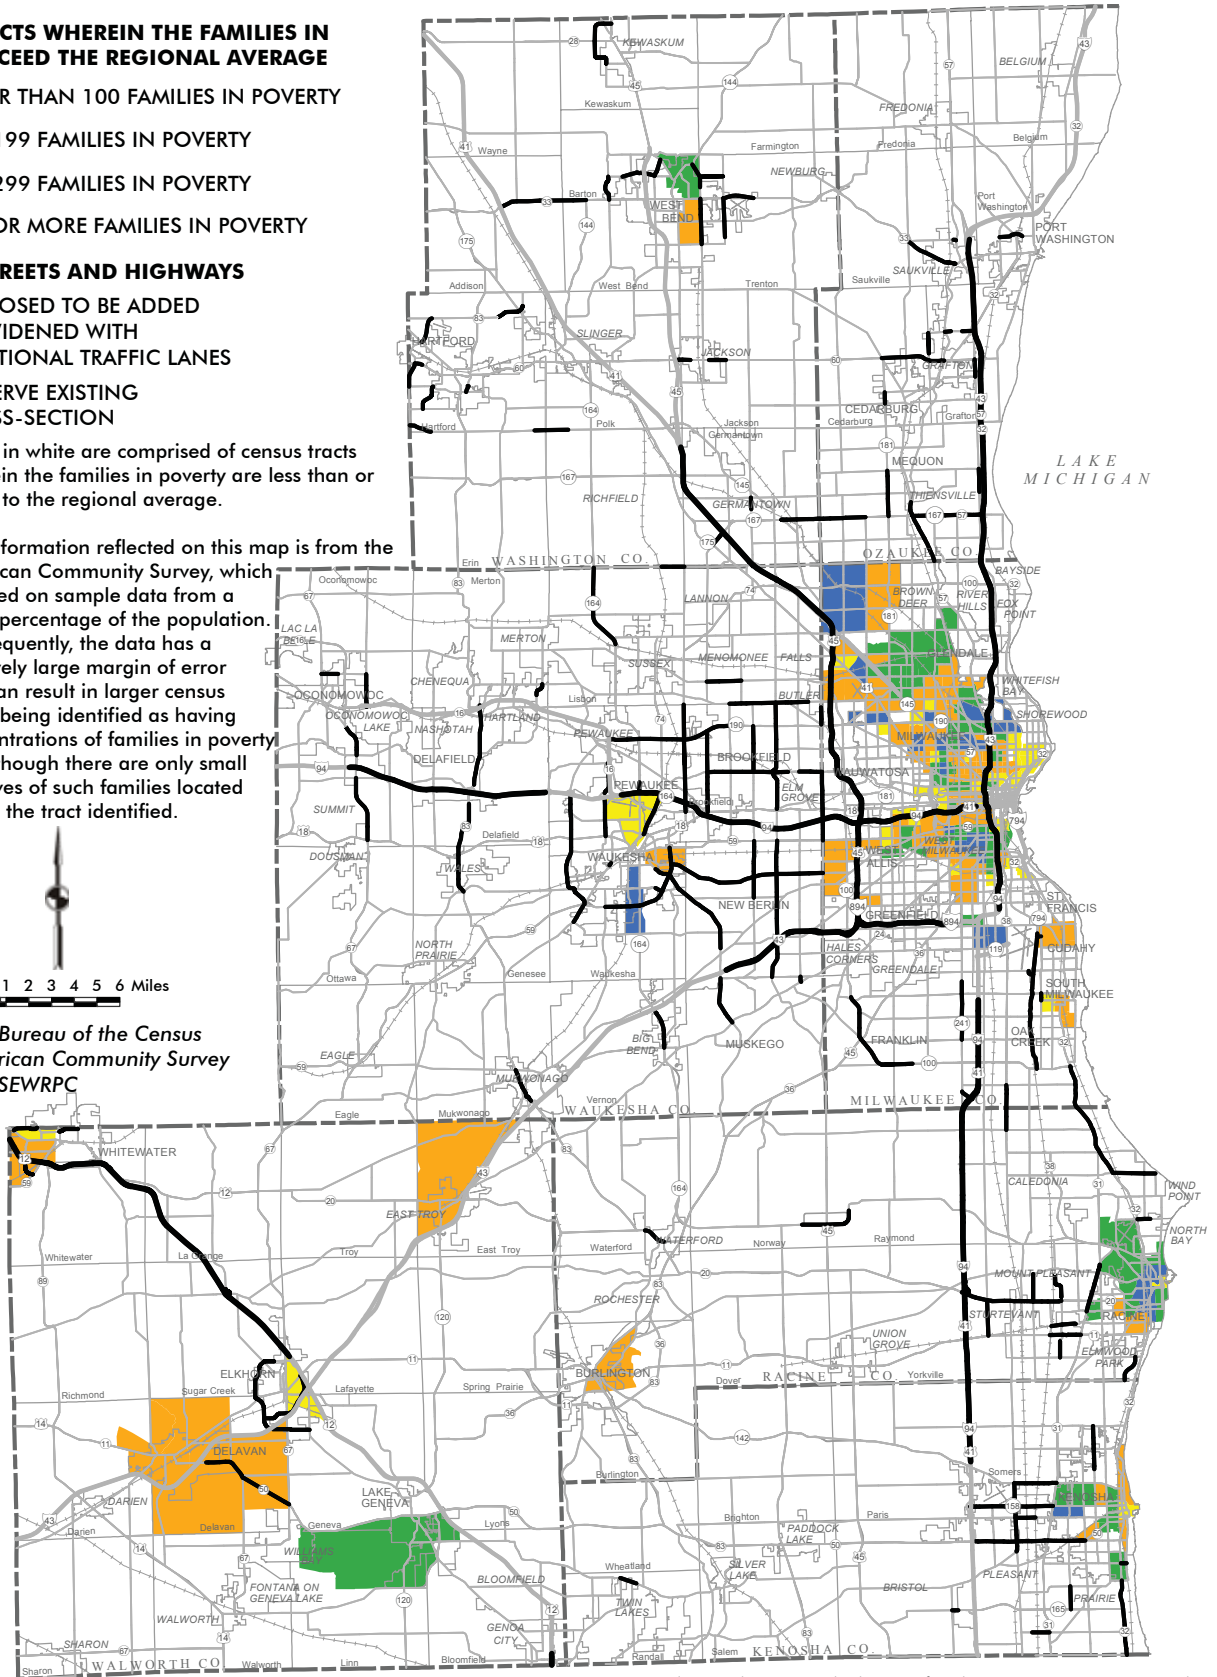 CTS WHEREIN THE FAMILIES IN
CEED THE REGIONAL AVERAGE
R THAN 100 FAMILIES IN POVERTY
199 FAMILIES IN POVERTY
299 FAMILIES IN POVERTY
OR MORE FAMILIES IN POVERTY
REETS AND HIGHWAYS
OSED TO BE ADDED
VIDENED WITH
TIONAL TRAFFIC LANES
ERVE EXISTING
SS-SECTION
in white are comprised of census tracts
ein the families in poverty are less than or
to the regional average.
nformation reflected on this map is from the
ican Community Survey, which
ed on sample data from a
percentage of the population.
equently, the data has a
vely large margin of error
an result in larger census
being identified as having
ntrations of families in poverty
hough there are only small
ves of such families located
the tract identified.
1 2 3 4 5 6 Miles
Bureau of the Census
rican Community Survey
SEWRPC
KEWASKUM
Kewaskum
BELGIUM
FREDONIA
Fredonia
Belgium
Wayne
Farmington
NEWBURG
Barton
WEST
BEND
Port
Washington
PORT
WASHINGTON
SAUKVILLE
Saukville
Addison
West Bend
Trenton
HARTFORD
SLINGER
JACKSON
GRAFTON
CEDARBURG
Cedarburg
Grafton
Hartford
Polk
Jackson
Germantown
MEQUON
THIENSVILLE
RICHFIELD
GERMANTOWN
LAKE
MICHIGAN
Erin
WASHINGTON CO.
OZAUKEE CO.
Oconomowoc
Merton
LANNON
BROWN
DEER
RIVER
HILLS
BAYSIDE
FOX
POINT
LAC LA
BELLE
MERTON
SUSSEX
MENOMONEE FALLS
GLENDALE
WHITEFISH
BAY
CHENEQUA
OCONOMOWOC
OCONOMOWOC
LAKE
NASHOTAH
HARTLAND
Lisbon
BUTLER
SHOREWOOD
PEWAUKEE
MILWAUKEE
DELAFIELD
BROOKFIELD
ELM
GROVE
WAUWATOSA
PEWAUKEE
Brookfield
SUMMIT
Delafield
DOUSMAN
WALES
WAUKESHA
WEST
ALLIS
WEST
MILWAUKEE
NEW BERLIN
GREENFIELD
ST.
FRANCIS
NORTH
PRAIRIE
HALES
CORNERS
GREENDALE
CUDAHY
Ottawa
Genesee
Waukesha
SOUTH
MILWAUKEE
EAGLE
BIG
BEND
MUSKEGO
FRANKLIN
OAK
CREEK
MUKWONAGO
Eagle
Mukwonago
Vernon
WAUKESHA CO.
MILWAUKEE CO.
WHITEWATER
CALEDONIA
WIND
POINT
EAST TROY
NORTH
BAY
Whitewater
La Grange
Troy
East Troy
Waterford
WATERFORD
Norway
Raymond
MOUNT PLEASANT
ROCHESTER
STURTEVANT
RACINE
UNION
GROVE
ELMWOOD
PARK
ELKHORN
BURLINGTON
Richmond
Sugar Creek
Lafayette
Spring Prairie
Dover
RACINE CO.
Yorkville
DELAVAN
DARIEN
Burlington
Somers
LAKE
GENEVA
KENOSHA
Darien
Delavan
Geneva
Lyons
Brighton
Paris
PADDOCK
LAKE
WILLIAMS
BAY
FONTANA ON
GENEVA LAKE
BLOOMFIELD
Wheatland
SILVER
LAKE
BRISTOL
PLEASANT
PRAIRIE
TWIN
LAKES
WALWORTH
GENOA
CITY
SHARON
Sharon
WALWORTH CO.
Walworth
Linn
Bloomfield
Randall
Salem
KENOSHA CO.